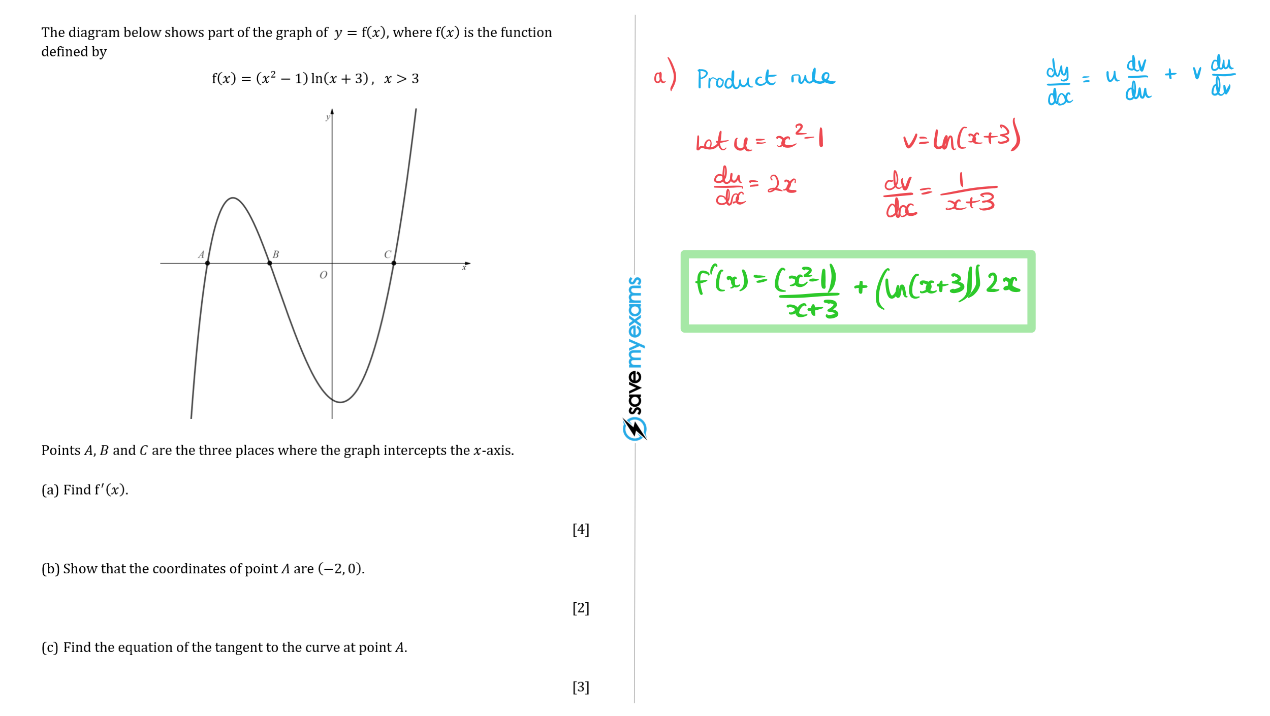 The diagram below shows part of the graph of y = f(x), where f(x) is the function
defined by
f(x) = (x² − 1) ln(x + 3), x > 3
y
A
B
C
O
x
Points A, B and C are the three places where the graph intercepts the x-axis.
(a) Find f′(x).
[4]
(b) Show that the coordinates of point A are (−2, 0).
[2]
(c) Find the equation of the tangent to the curve at point A.
[3]
save my exams
a) Product rule
dy/dx = u dv/du + v du/dv
Let u = x²-1
v = ln(x+3)
du/dx = 2x
dv/dx = 1/x+3
f'(x) = (x²-1)/x+3 + (ln(x+3)) 2x